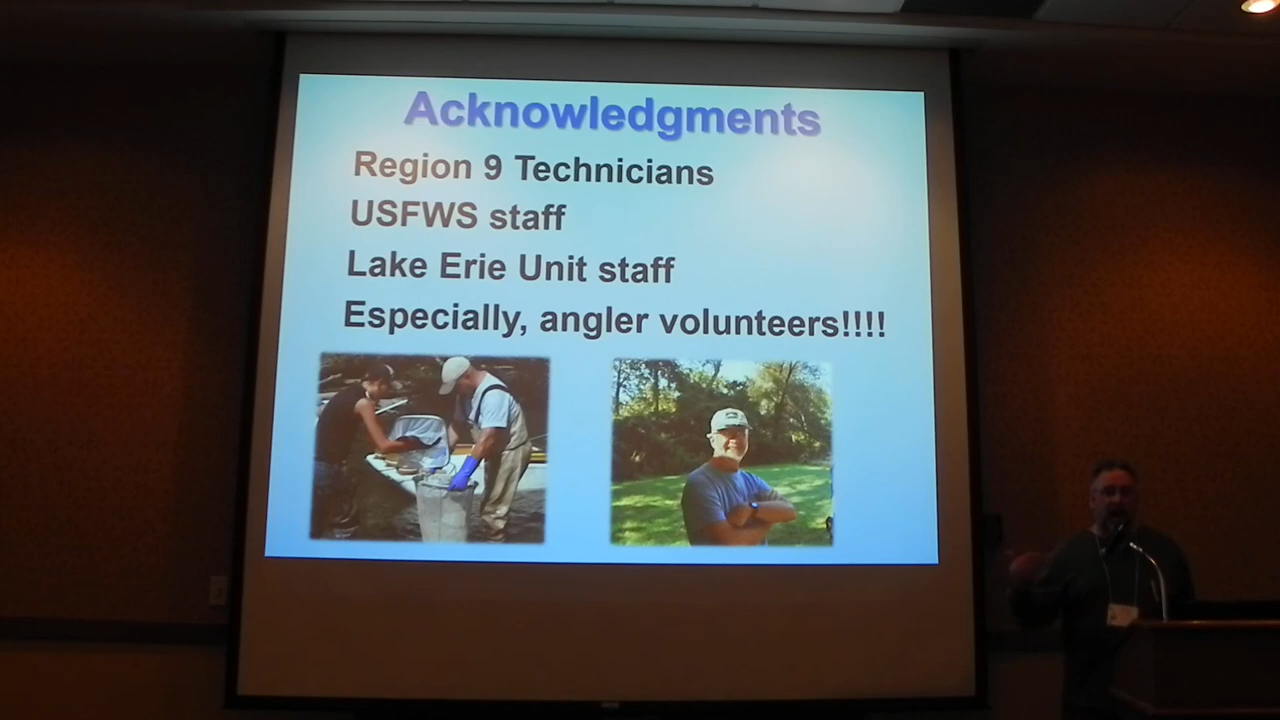 Acknowledgments
Region 9 Technicians
USFWS staff
Lake Erie Unit staff
Especially, angler volunteers!!!!